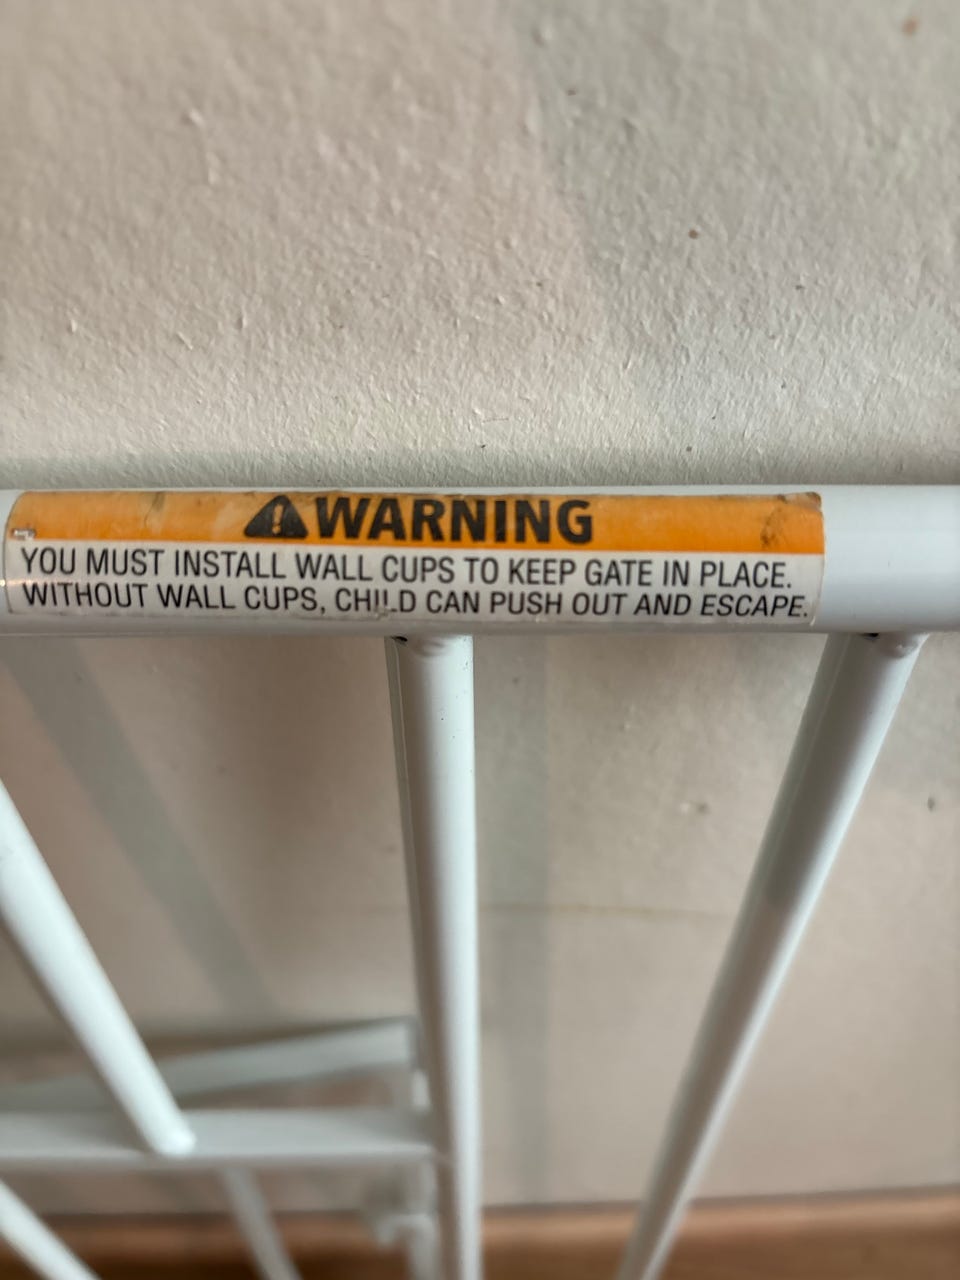 WARNING
YOU MUST INSTALL WALL CUPS TO KEEP GATE IN PLACE.
WITHOUT WALL CUPS, CHILD CAN PUSH OUT AND ESCAPE.